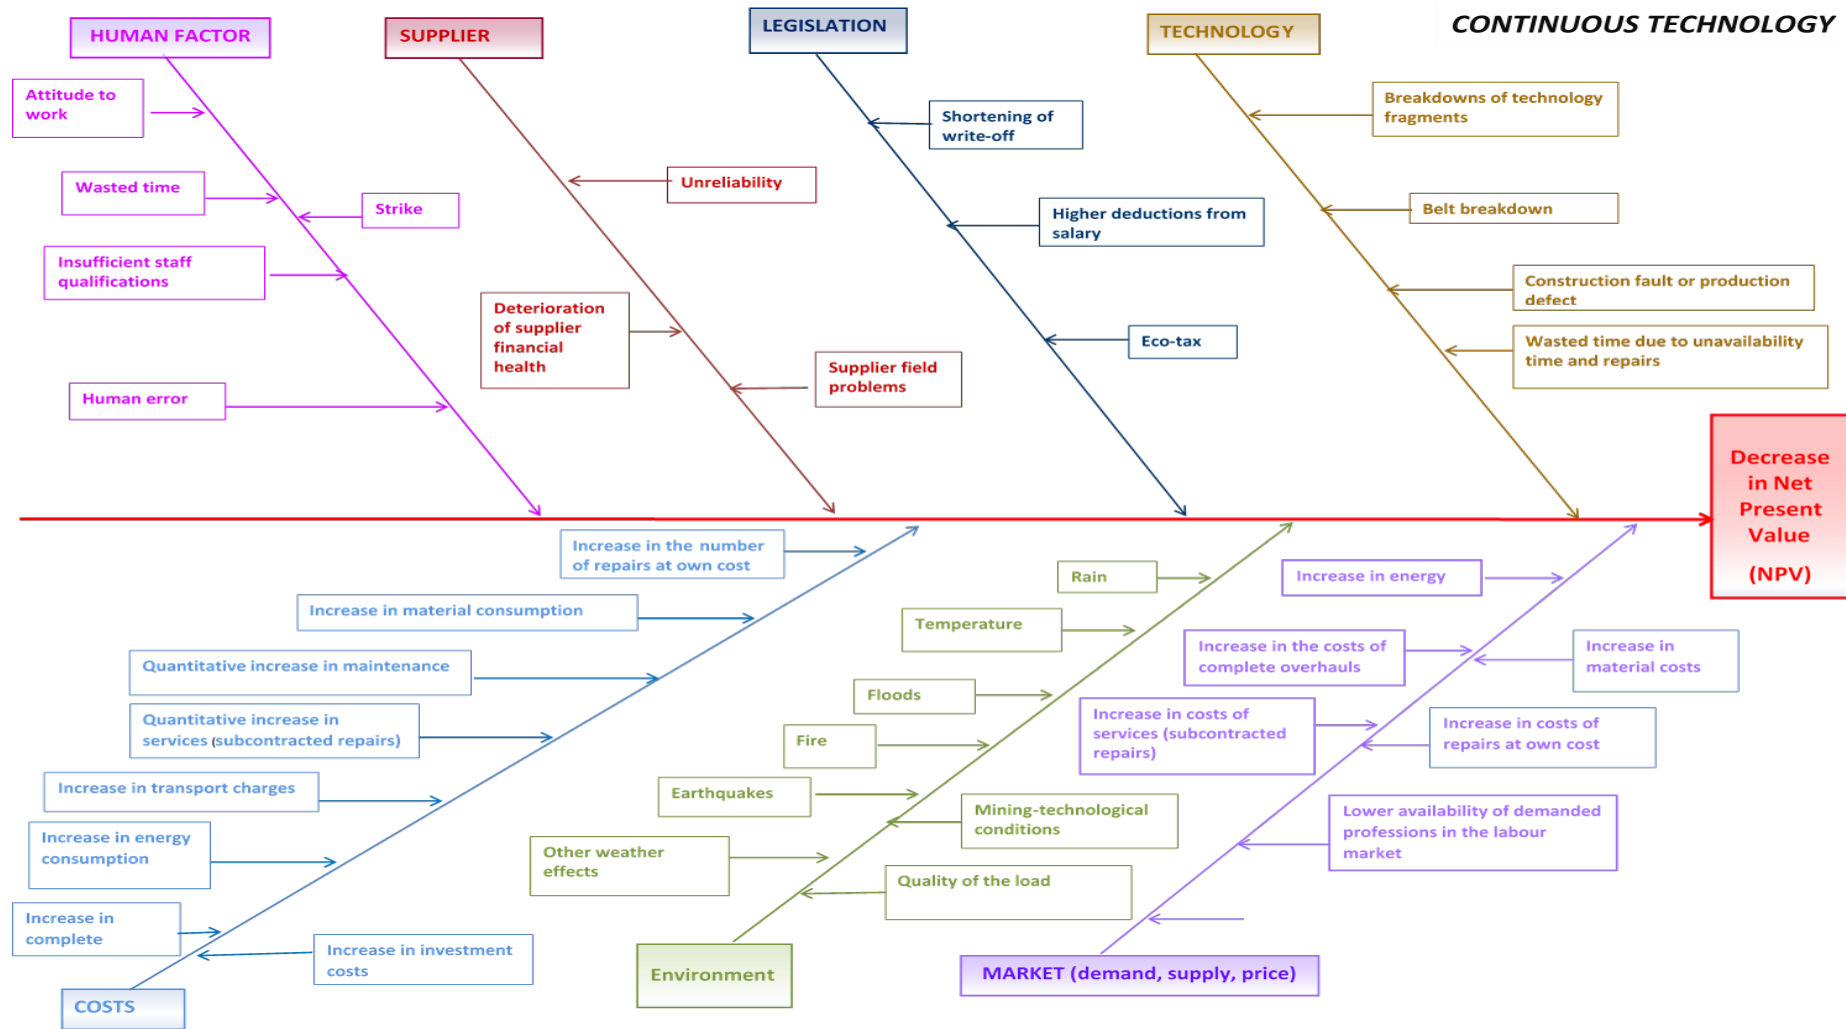 CONTINUOUS TECHNOLOGY
HUMAN FACTOR
SUPPLIER
LEGISLATION
TECHNOLOGY
Attitude to
work
Wasted time
Strike
Insufficient staff
qualifications
Human error
Unreliability
Deterioration
of supplier
financial
health
Supplier field
problems
Shortening of
write-off
Higher deductions from
salary
Eco-tax
Breakdowns of technology
fragments
Belt breakdown
Construction fault or production
defect
Wasted time due to unavailability
time and repairs
Decrease
in Net
Present
Value
(NPV)
Increase in the number
of repairs at own cost
Increase in material consumption
Quantitative increase in maintenance
Quantitative increase in
services (subcontracted repairs)
Increase in transport charges
Increase in energy
consumption
Increase in
complete
Increase in investment
costs
COSTS
Rain
Temperature
Floods
Fire
Earthquakes
Mining-technological
conditions
Other weather
effects
Quality of the load
Environment
Increase in energy
Increase in the costs of
complete overhauls
Increase in
material costs
Increase in costs of
services (subcontracted
repairs)
Increase in costs of
repairs at own cost
Lower availability of demanded
professions in the labour
market
MARKET (demand, supply, price)